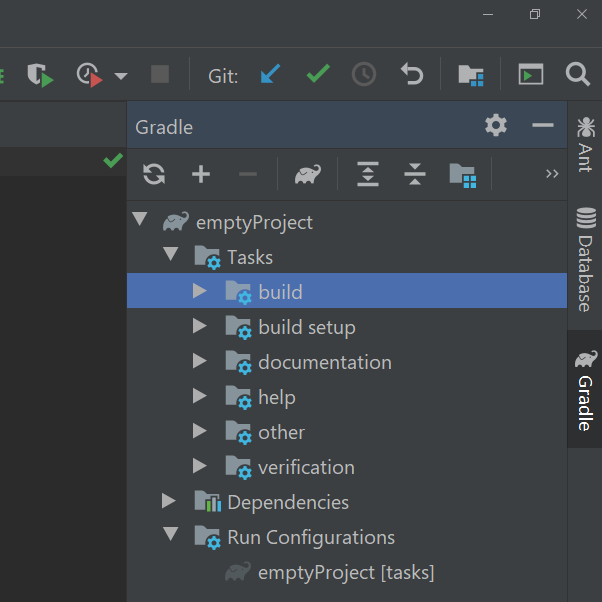 Git:
Gradle
emptyProject
Tasks
build
build setup
documentation
help
other
verification
Dependencies
Run Configurations
emptyProject [tasks]
Ant
Database
Gradle